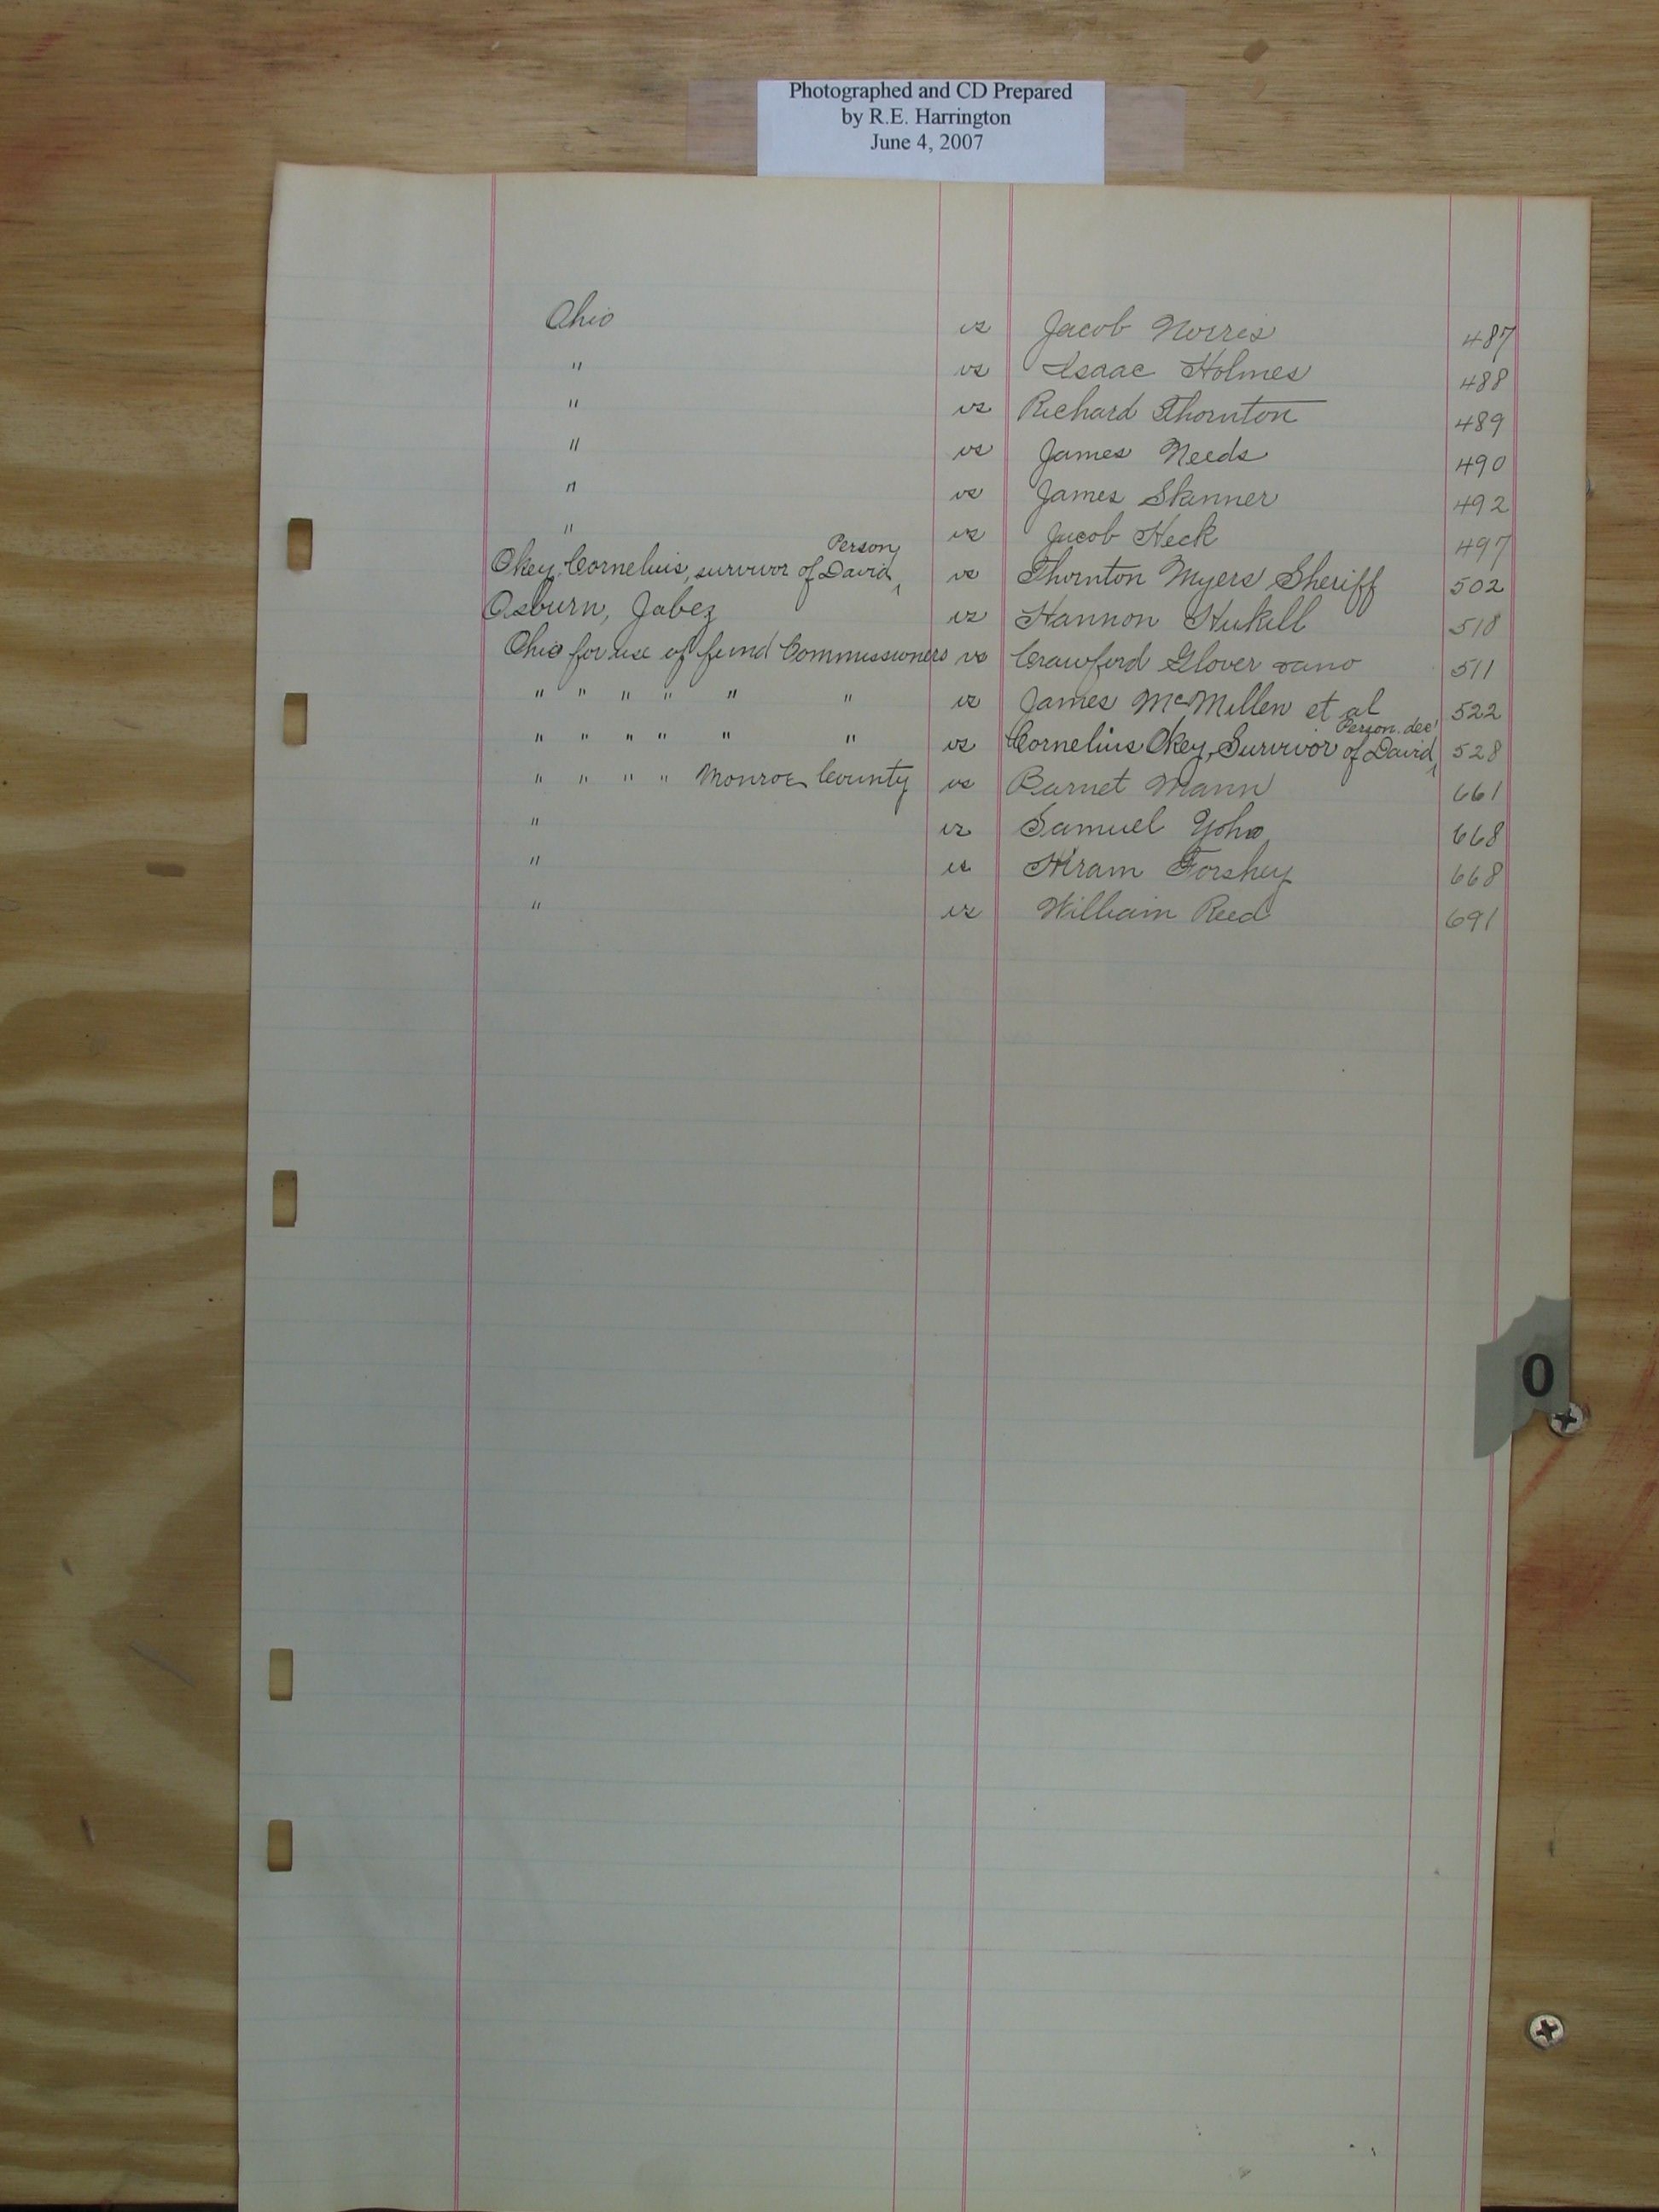 Photographed and CD Prepared
by R.E. Harrington
June 4, 2007
Ohio vs Jacob Norris 487
" vs Isaac Holmes 488
" vs Richard Thornton 489
" vs James Needs 490
" vs James Skinner 492
" vs Jacob Heck 497
Okey, Cornelius, survivor of David Person vs Thornton Myers Sheriff 502
Osburn, Jabez vs Hannon Hukill 518
Ohio for use of fund Commissioners vs Crawford Glover 511
" " " " " " vs James McMillen et al 522
" " " " " " vs Cornelius Okey, Survivor of David Person. dec' 528
" " " " Monroe County vs Barnet Mann 661
" vs Samuel Yoho 668
" vs Hiram Forshey 668
" vs William Reed 691
O